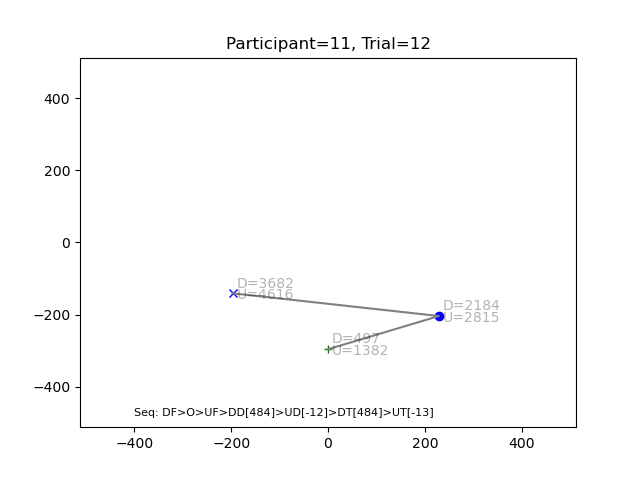 Participant=11, Trial=12
400
200
0
−200
−400
D=3682
U=4616
D=2184
U=2815
D=497
U=1382
Seq: DF>O>UF>DD[484]>UD[-12]>DT[484]>UT[-13]
−400
−200
0
200
400